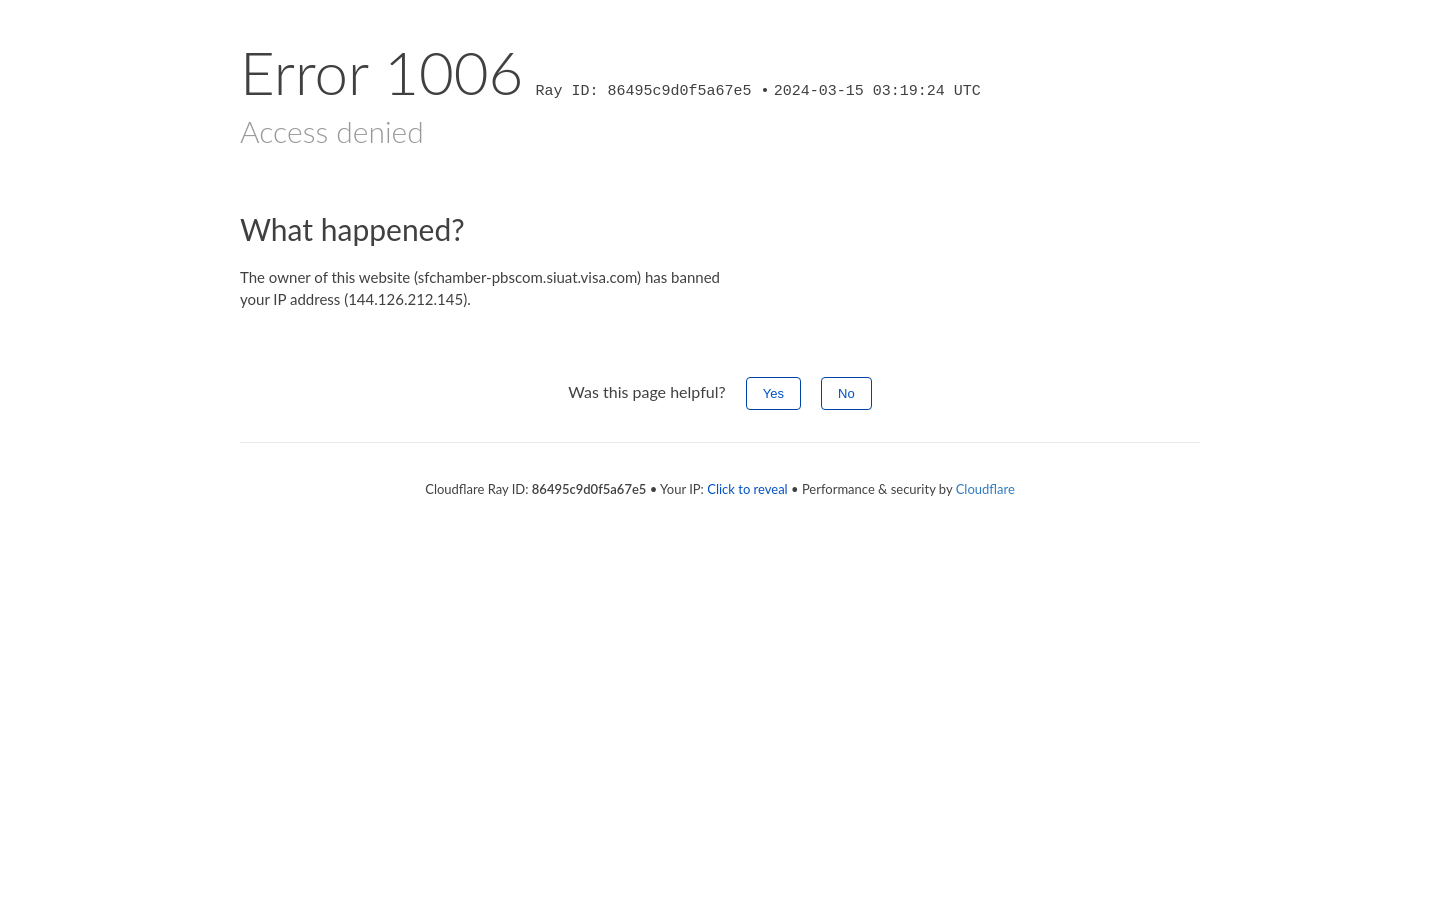 Error 1006 Ray ID: 86495c9d0f5a67e5 • 2024-03-15 03:19:24 UTC
Access denied
What happened?
The owner of this website (sfchamber-pbscom.siuat.visa.com) has banned
your IP address (144.126.212.145).
Was this page helpful? Yes No
Cloudflare Ray ID: 86495c9d0f5a67e5 • Your IP: Click to reveal • Performance & security by Cloudflare